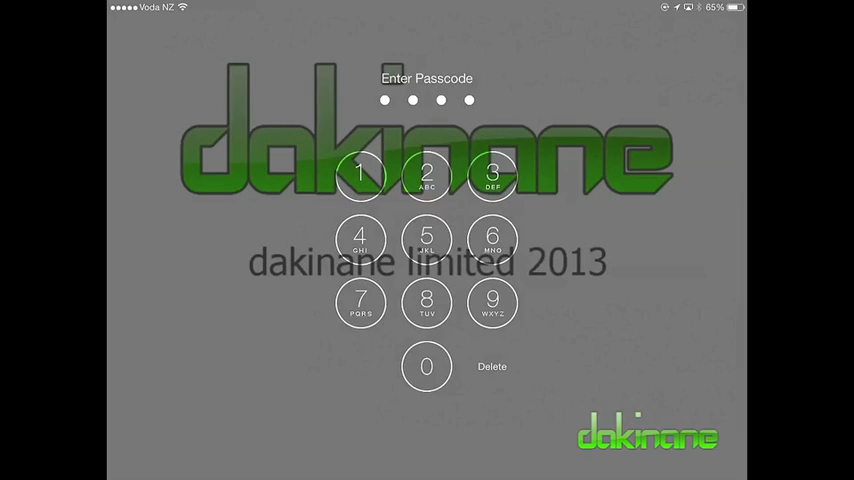 Voda NZ
65%
Enter Passcode
dakinane
1
2
ABC
3
DEF
4
GHI
5
JKL
6
MNO
dakinane limited 2013
7
PQRS
8
TUV
9
WXYZ
0
Delete
dakinane